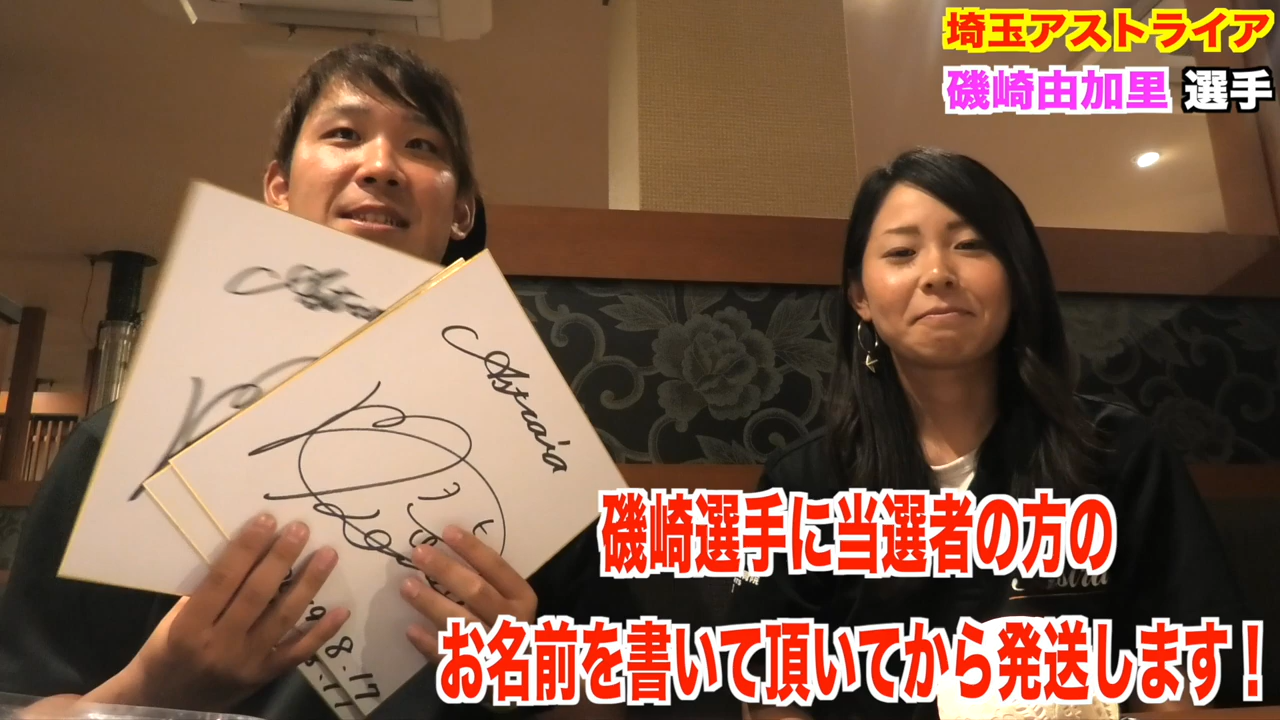 埼玉アストライア
磯崎由加里 選手
Astraia
8.17
磯崎選手に当選者の方の
お名前を書いて頂いてから発送します！